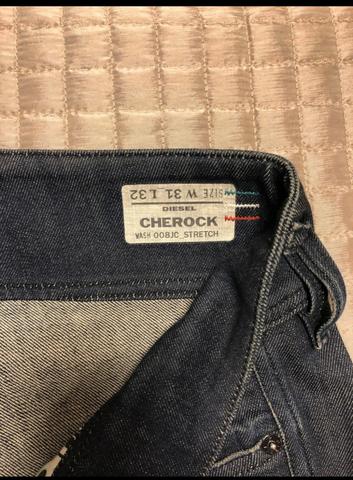 SIZE W 31 L 32
DIESEL
CHEROCK
WASH 008JC_STRETCH